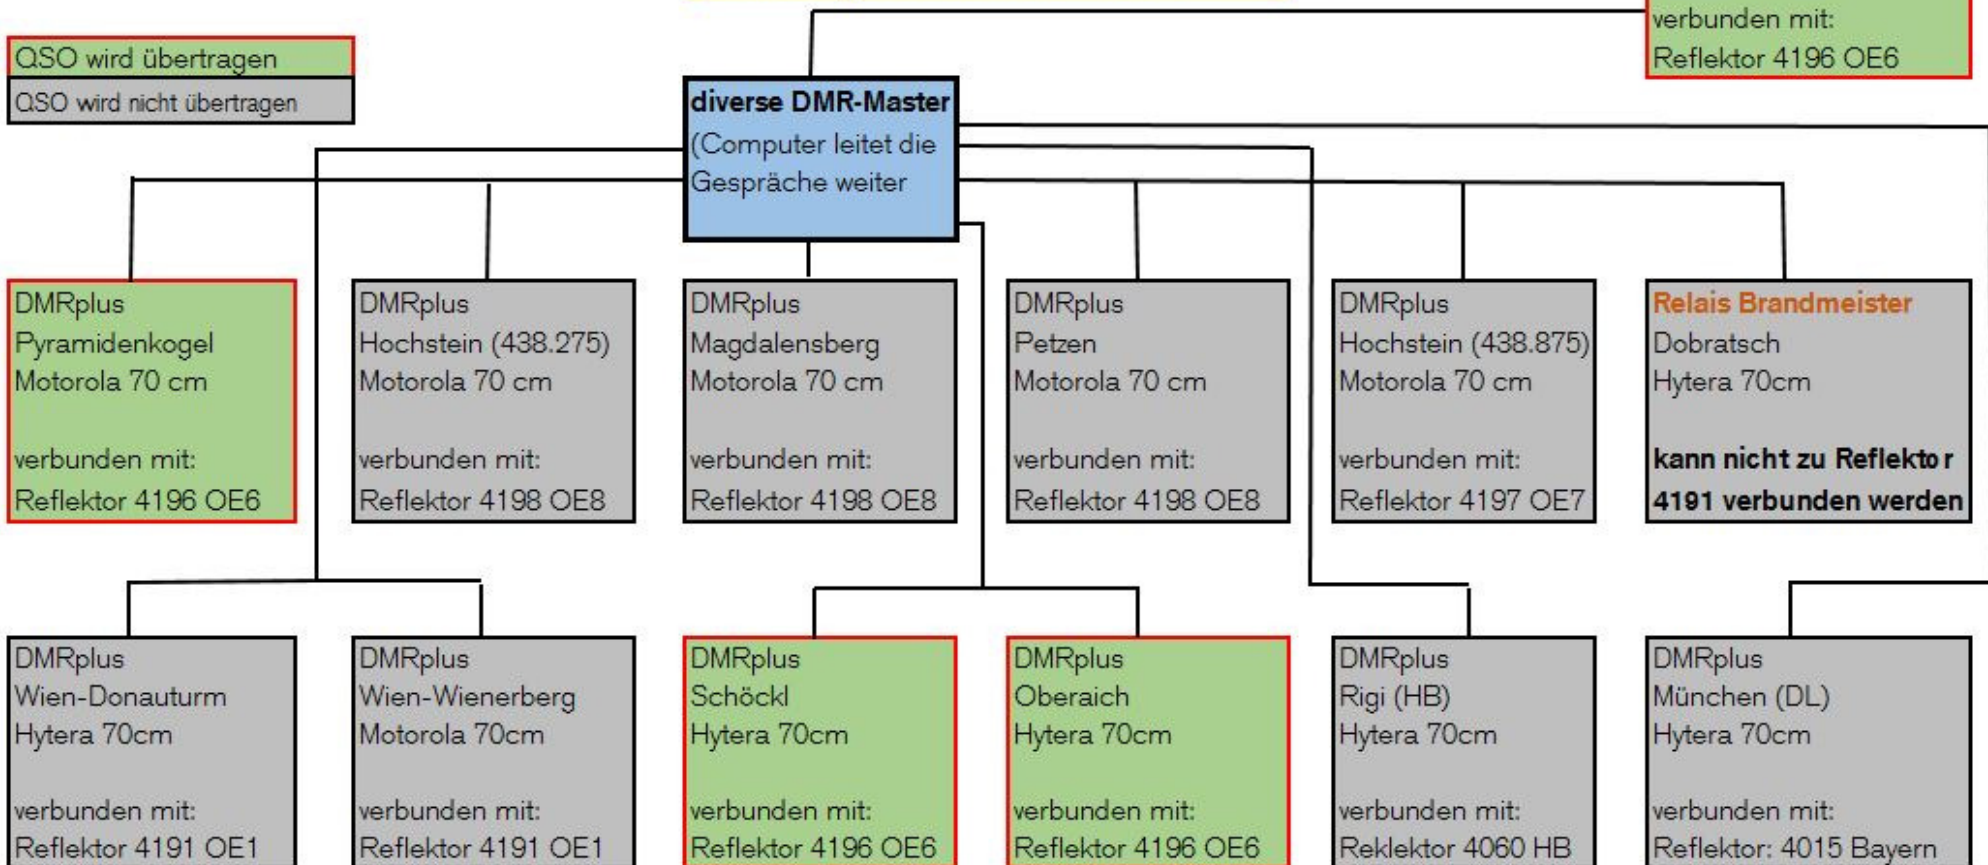 verbunden mit:
Reflektor 4196 OE6
QSO wird übertragen
QSO wird nicht übertragen
diverse DMR-Master
(Computer leitet die
Gespräche weiter
DMRplus
Pyramidenkogel
Motorola 70 cm
verbunden mit:
Reflektor 4196 OE6
DMRplus
Hochstein (438.275)
Motorola 70 cm
verbunden mit:
Reflektor 4198 OE8
DMRplus
Magdalensberg
Motorola 70 cm
verbunden mit:
Reflektor 4198 OE8
DMRplus
Petzen
Motorola 70 cm
verbunden mit:
Reflektor 4198 OE8
DMRplus
Hochstein (438.875)
Motorola 70 cm
verbunden mit:
Reflektor 4197 OE7
Relais Brandmeister
Dobratsch
Hytera 70cm
kann nicht zu Reflektor
4191 verbunden werden
DMRplus
Wien-Donauturm
Hytera 70cm
verbunden mit:
Reflektor 4191 OE1
DMRplus
Wien-Wienerberg
Motorola 70cm
verbunden mit:
Reflektor 4191 OE1
DMRplus
Schöckl
Hytera 70cm
verbunden mit:
Reflektor 4196 OE6
DMRplus
Oberaich
Hytera 70cm
verbunden mit:
Reflektor 4196 OE6
DMRplus
Rigi (HB)
Hytera 70cm
verbunden mit:
Reklektor 4060 HB
DMRplus
München (DL)
Hytera 70cm
verbunden mit:
Reflektor: 4015 Bayern